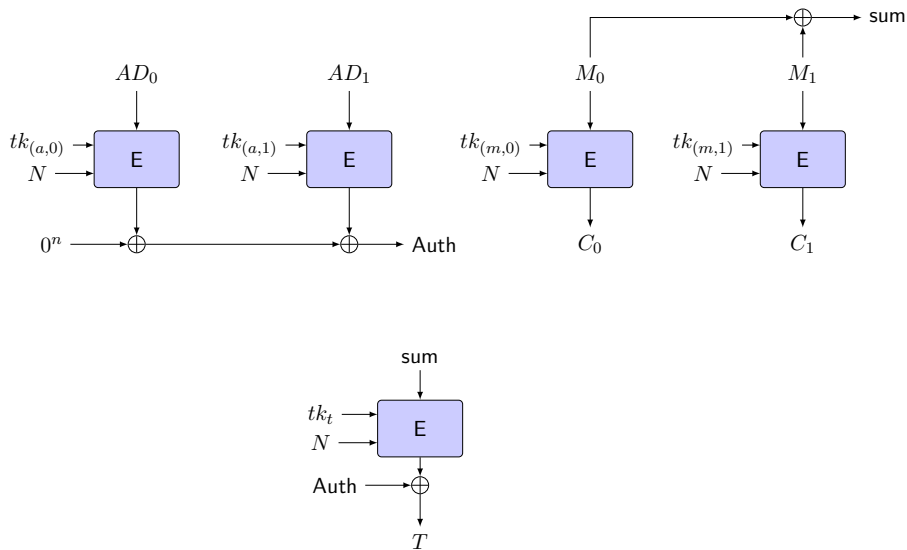 sum
$AD_0$ $AD_1$ $M_0$ $M_1$
$tk_{(a,0)}$ E $tk_{(a,1)}$ E $tk_{(m,0)}$ E $tk_{(m,1)}$ E
$N$ $N$ $N$ $N$
$0^n$ Auth $C_0$ $C_1$
sum
$tk_t$ E
$N$
Auth
$T$